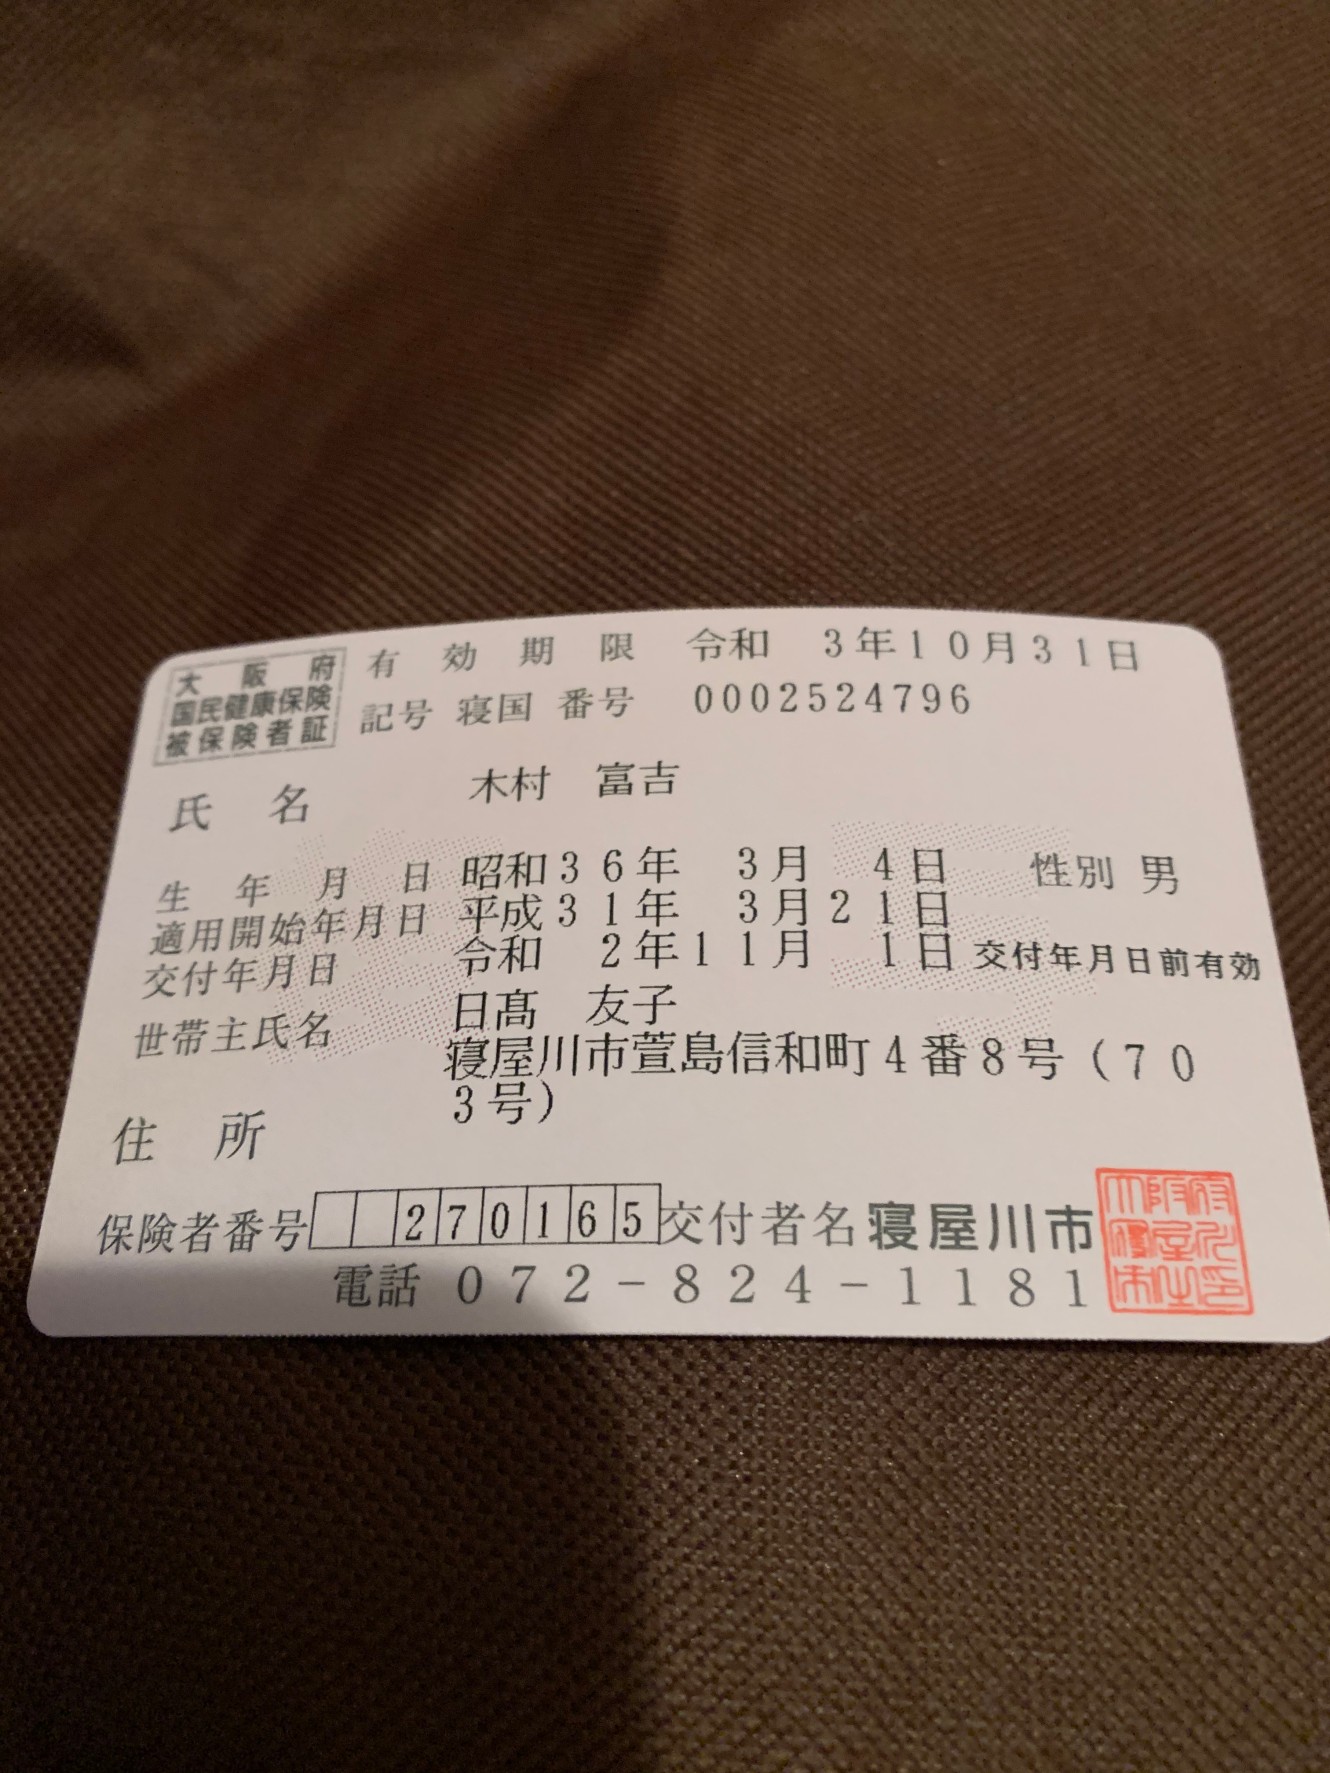 大阪府
国民健康保険
被保険者証
有効期限 令和 3年10月31日
記号 寝国 番号 0002524796
氏名 木村 富吉
生年月日 昭和36年 3月 4日 性別 男
適用開始年月日 平成31年 3月21日
交付年月日 令和 2年11月 1日 交付年月日前有効
世帯主氏名 日髙 友子
住所 寝屋川市萱島信和町4番8号(70
3号)
保険者番号 270165 交付者名 寝屋川市
電話 072-824-1181